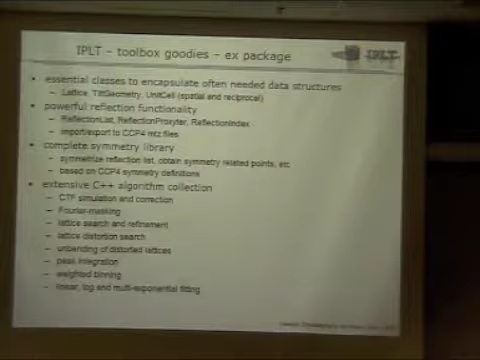 IPLT – toolbox goodies – ex package
IPLT
• essential classes to encapsulate often needed data structures
– Lattice, TiltGeometry, UnitCell (spatial and reciprocal)
• powerful reflection functionality
– ReflectionList, ReflectionProxyter, ReflectionIndex
– import/export to CCP4 mtz files
• complete symmetry library
– symmetrize reflection list, obtain symmetry related points, etc
– based on CCP4 symmetry definitions
• extensive C++ algorithm collection
– CTF simulation and correction
– Fourier-masking
– lattice search and refinement
– lattice distortion search
– unbending of distorted lattices
– peak integration
– weighted binning
– linear, log and multi-exponential fitting